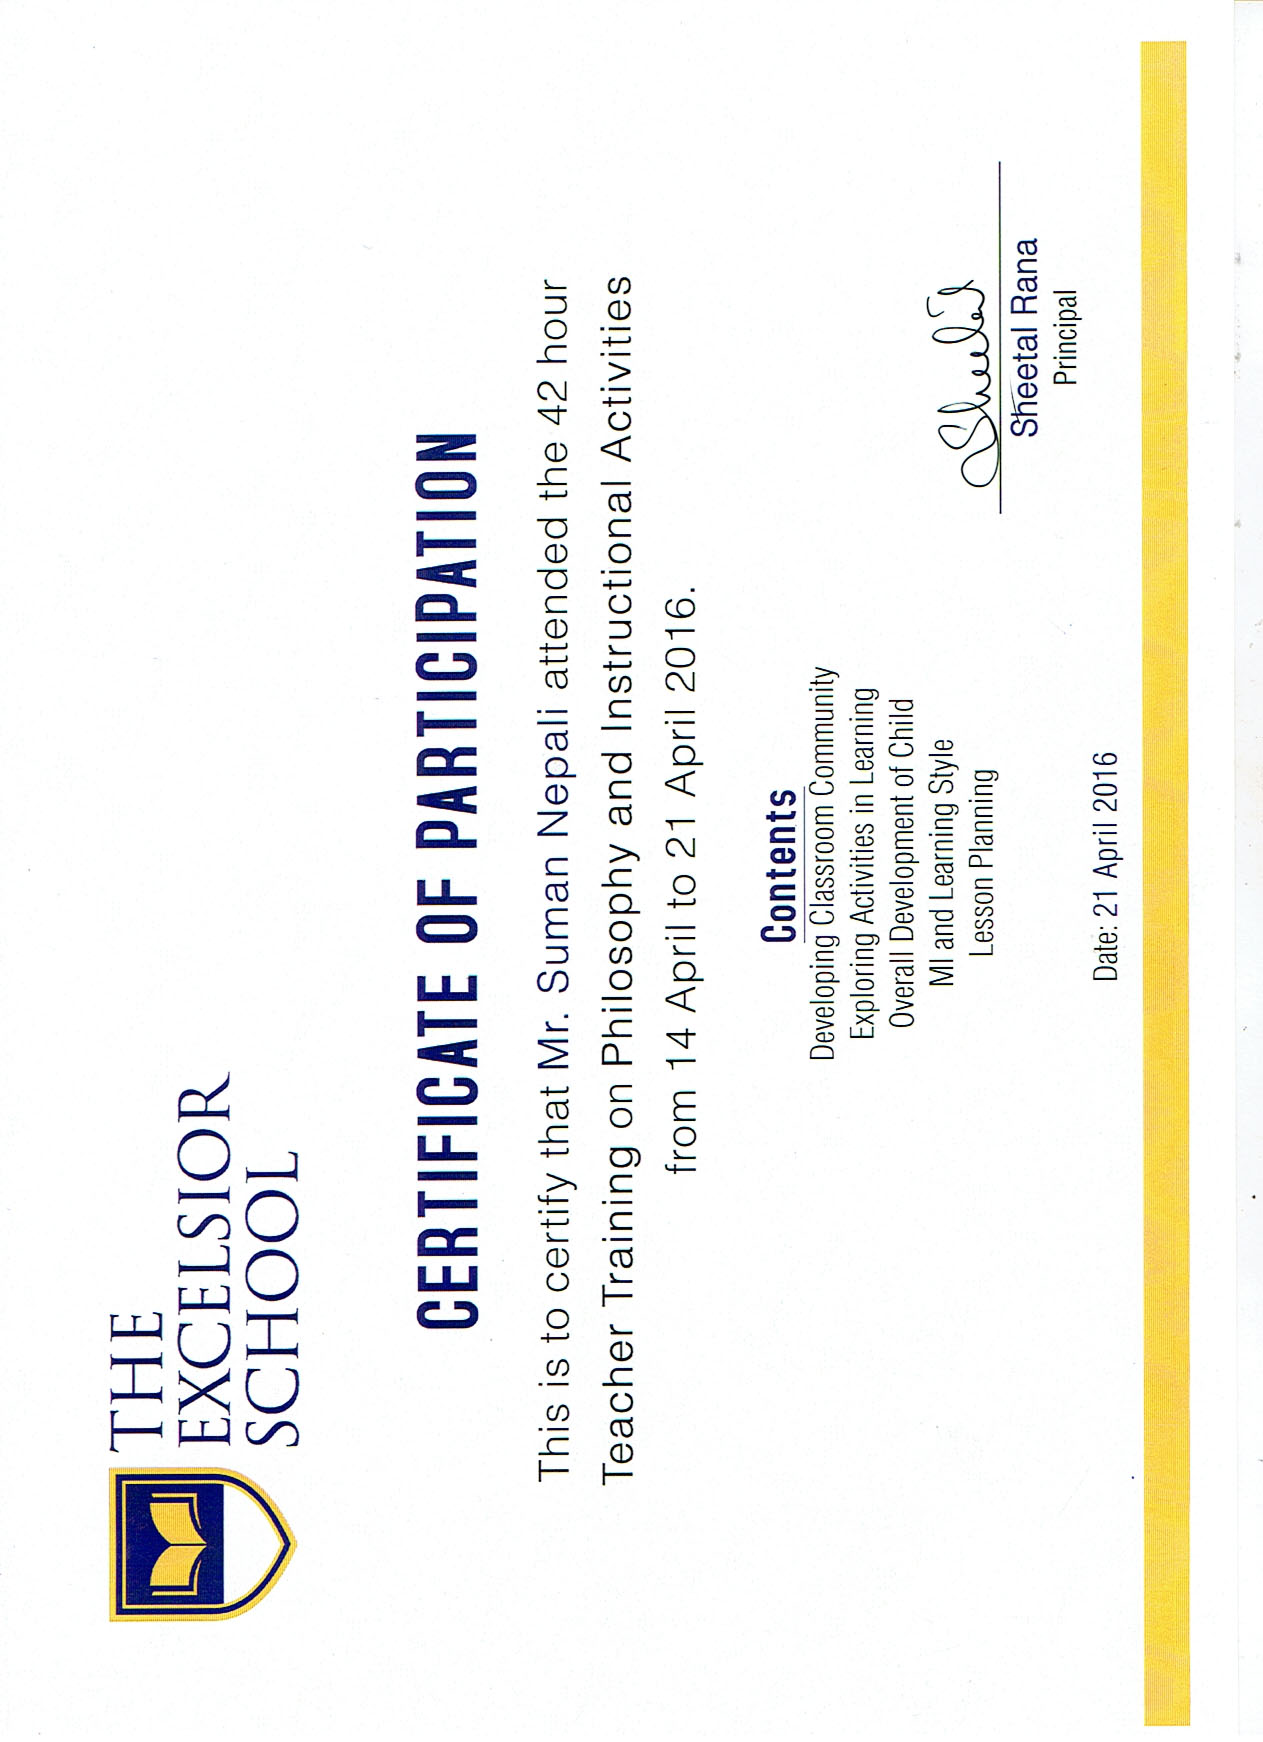 THE
EXCELSIOR
SCHOOL
CERTIFICATE OF PARTICIPATION
This is to certify that Mr. Suman Nepali attended the 42 hour
Teacher Training on Philosophy and Instructional Activities
from 14 April to 21 April 2016.
Contents
Developing Classroom Community
Exploring Activities in Learning
Overall Development of Child
MI and Learning Style
Lesson Planning
Sheetal
Sheetal Rana
Principal
Date: 21 April 2016